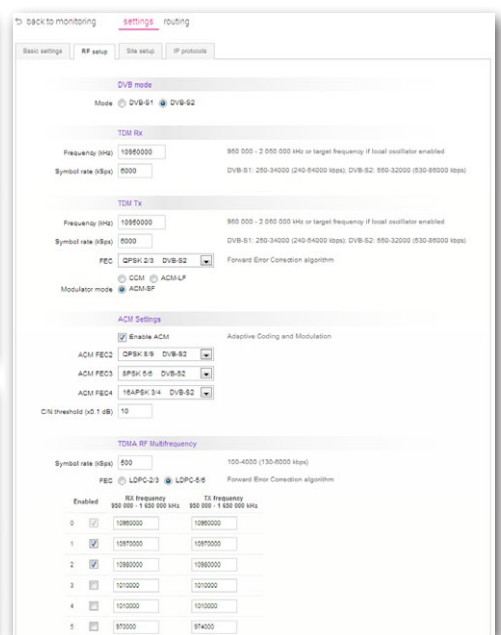 back to monitoring settings routing
Basic settings RF setup Site setup IP protocols
DVB mode
Mode DVB-S1 DVB-S2
TDM Rx
Frequency (kHz) 10960000 950 000 - 2 050 000 kHz or target frequency if local oscillator enabled
Symbol rate (kSps) 6000 DVB-S1: 250-34000 (240-64000 kbps); DVB-S2: 550-32000 (530-86000 kbps)
TDM Tx
Frequency (kHz) 10960000 950 000 - 2 050 000 kHz or target frequency if local oscillator enabled
Symbol rate (kSps) 6000 DVB-S1: 250-34000 (240-64000 kbps); DVB-S2: 550-32000 (530-86000 kbps)
FEC QPSK 2/3 DVB-S2 Forward Error Correction algorithm
CCM ACM-LF
Modulator mode ACM-SF
ACM Settings
Enable ACM Adaptive Coding and Modulation
ACM FEC2 QPSK 8/9 DVB-S2
ACM FEC3 8PSK 5/6 DVB-S2
ACM FEC4 16APSK 3/4 DVB-S2
C/N threshold (x0.1 dB) 10
TDMA RF Multifrequency
Symbol rate (kSps) 500 100-4000 (130-6000 kbps)
FEC LDPC-2/3 LDPC-5/6 Forward Error Correction algorithm
Enabled RX frequency TX frequency
950 000 - 1 650 000 kHz 950 000 - 1 650 000 kHz
0 10960000 10960000
1 10970000 10970000
2 10980000 10980000
3 1010000 1010000
4 1010000 1010000
5 970000 974000